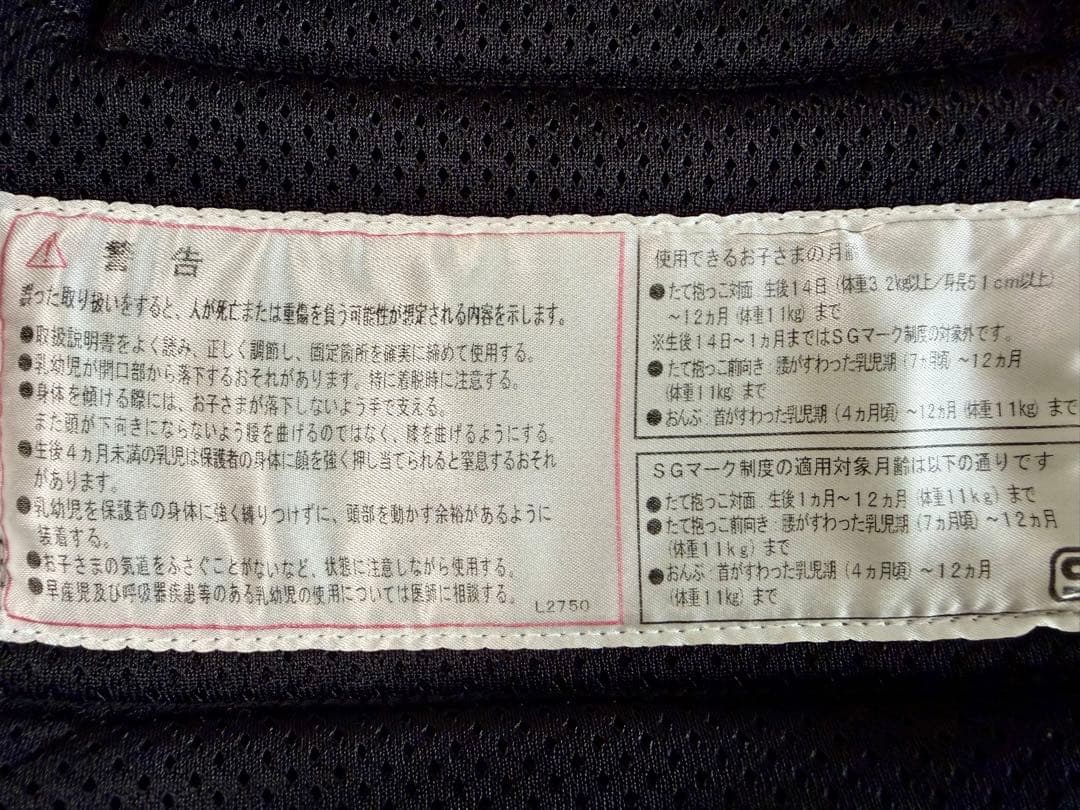 警告
誤った取り扱いをすると、人が死亡または重傷を負う可能性が想定される内容を示します。
●取扱説明書をよく読み、正しく調節し、固定箇所を確実に締めて使用する。
●乳幼児が開口部から落下するおそれがあります。特に着脱時に注意する。
●身体を傾ける際には、お子さまが落下しないよう手で支える。
また頭が下向きにならないよう腰を曲げるのではなく、膝を曲げるようにする。
●生後4ヵ月未満の乳児は保護者の身体に顔を強く押し当てられると窒息するおそれ
があります。
●乳幼児を保護者の身体に強く縛りつけずに、頭部を動かす余裕があるように
装着する。
●お子さまの気道をふさぐことがないなど、状態に注意しながら使用する。
●早産児及び呼吸器疾患等のある乳幼児の使用については医師に相談する。
L2750
使用できるお子さまの月齢
●たて抱っこ対面:生後14日(体重3.2kg以上/身長51cm以上)
~12ヵ月(体重11kg)まで
※生後14日~1ヵ月まではSGマーク制度の対象外です。
●たて抱っこ前向き:腰がすわった乳児期(7ヵ月頃)~12ヵ月
(体重11kg)まで
●おんぶ:首がすわった乳児期(4ヵ月頃)~12ヵ月(体重11kg)まで
SGマーク制度の適用対象月齢は以下の通りです
●たて抱っこ対面:生後1ヵ月~12ヵ月(体重11kg)まで
●たて抱っこ前向き:腰がすわった乳児期(7ヵ月頃)~12ヵ月
(体重11kg)まで
●おんぶ:首がすわった乳児期(4ヵ月頃)~12ヵ月
(体重11kg)まで